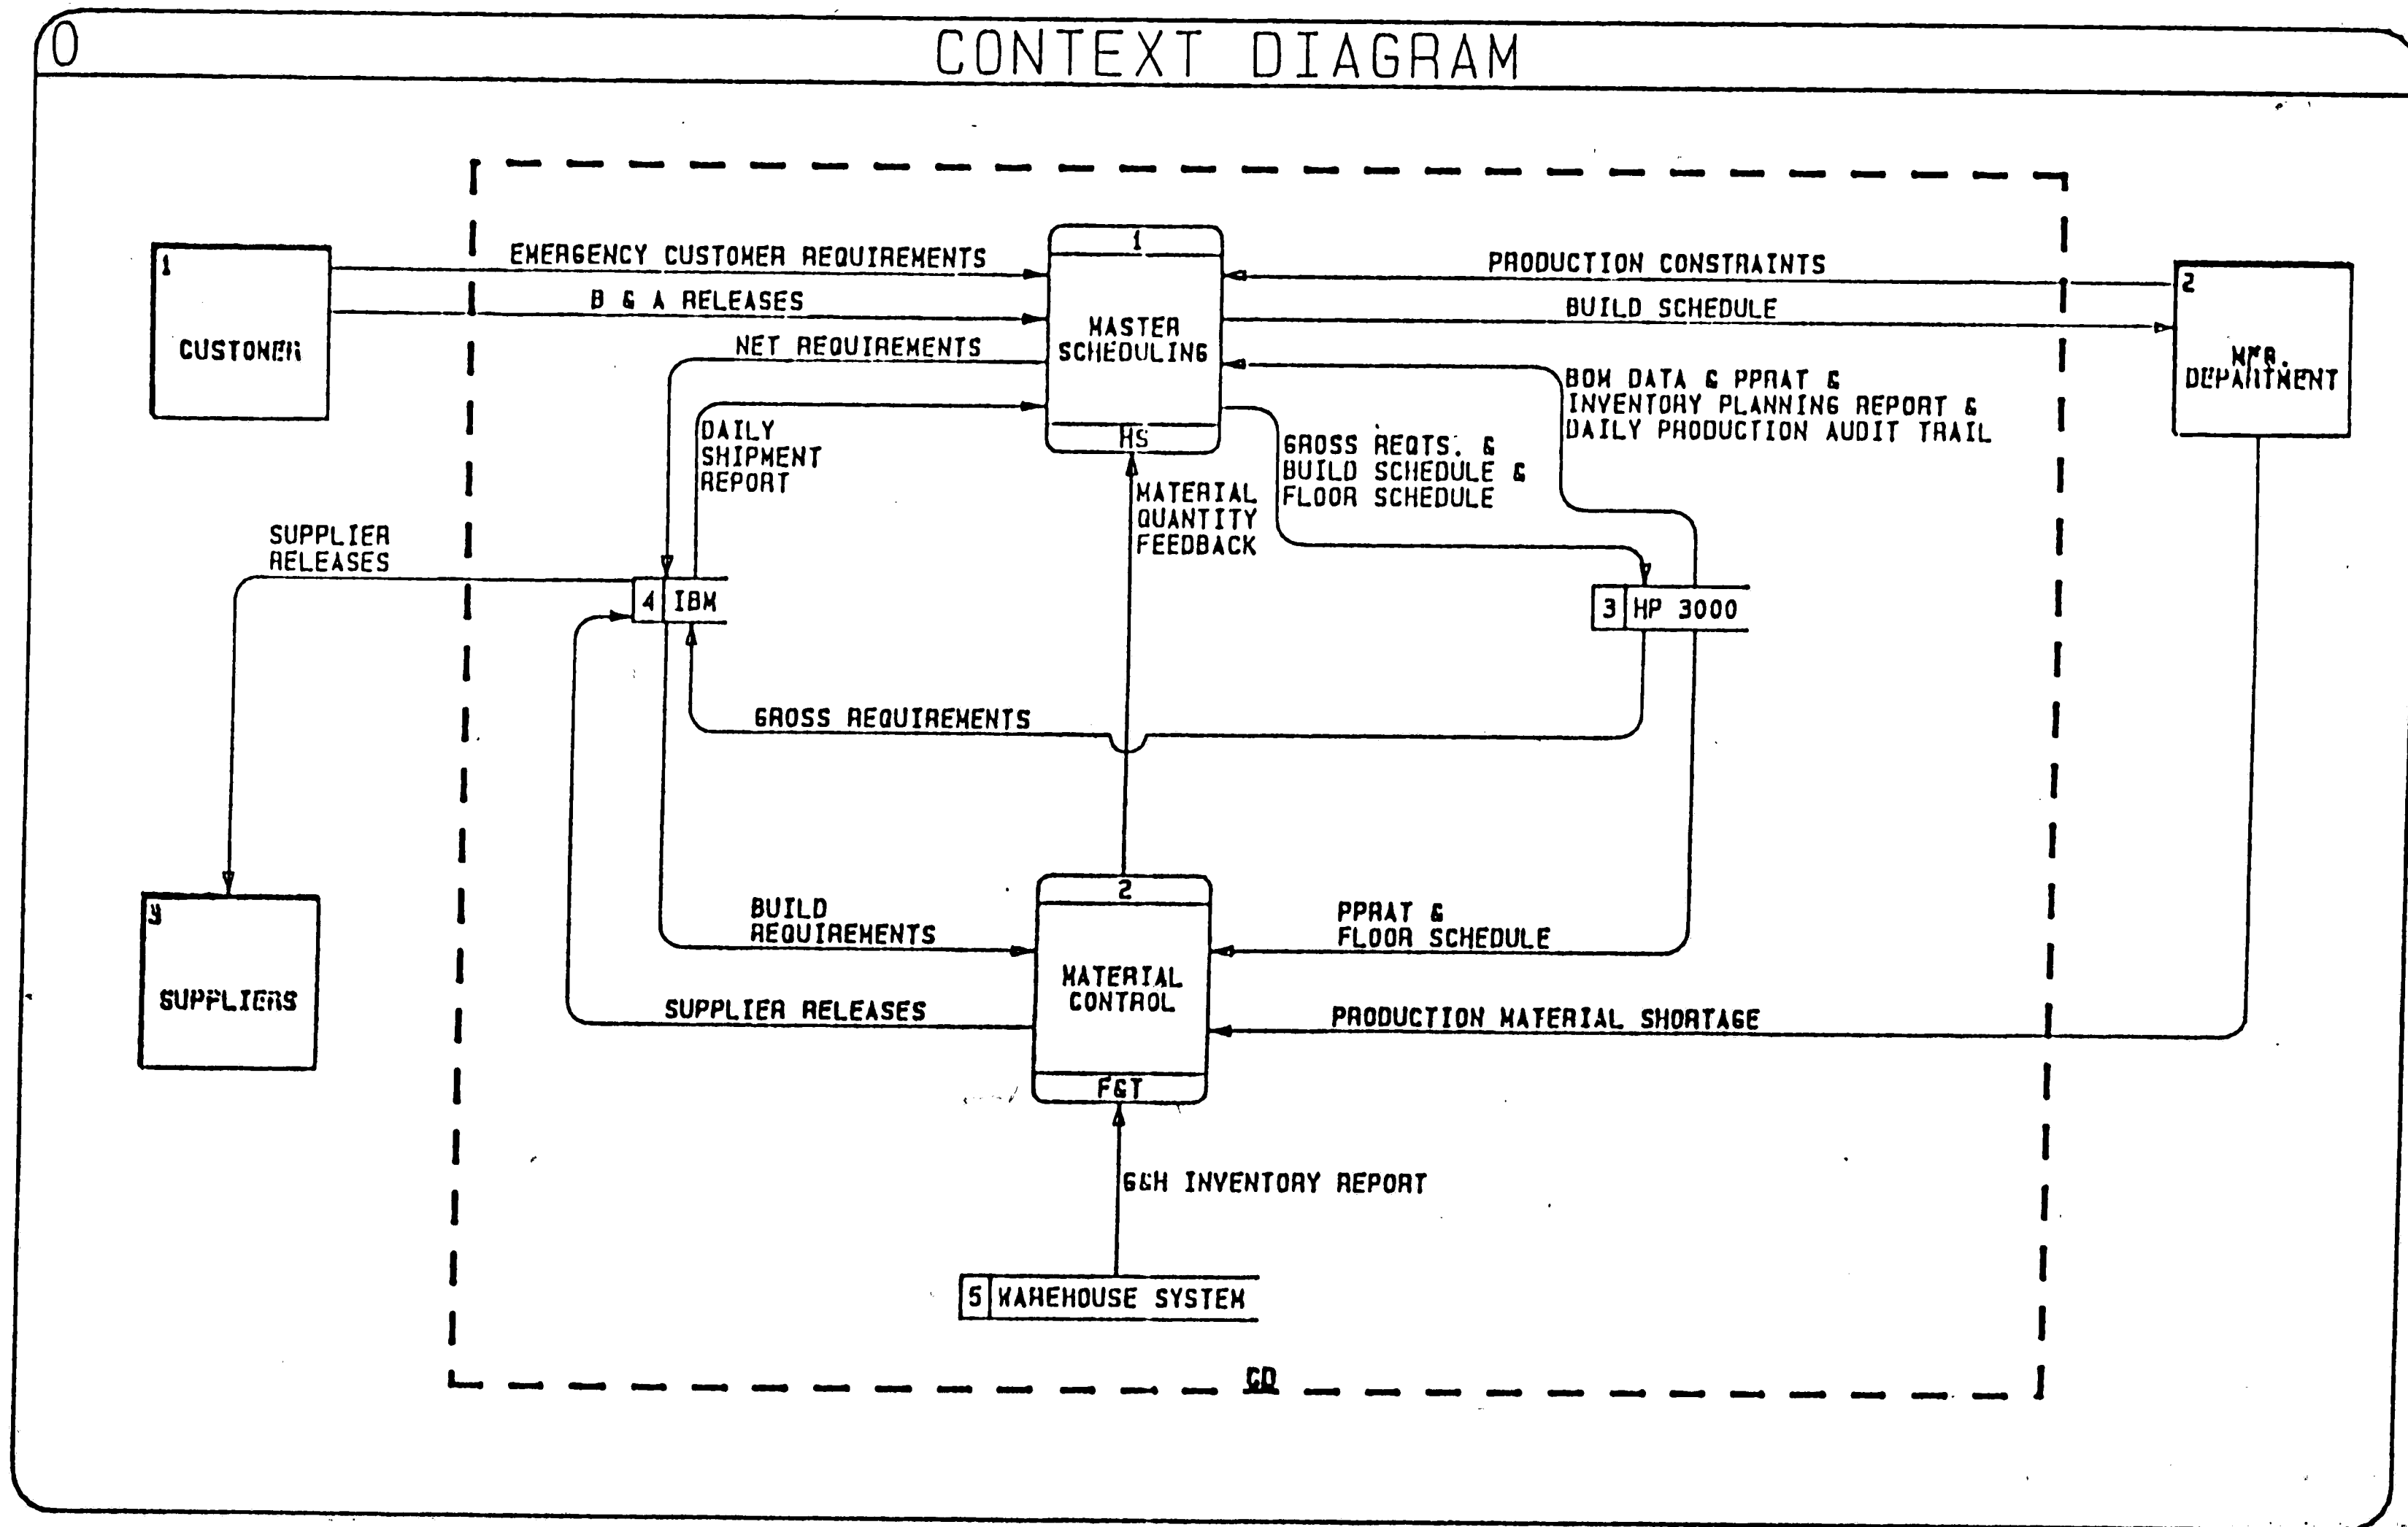 0
CONTEXT DIAGRAM
1
CUSTOMER
EMERGENCY CUSTOMER REQUIREMENTS
B & A RELEASES
NET REQUIREMENTS
DAILY
SHIPMENT
REPORT
1
MASTER
SCHEDULING
MS
PRODUCTION CONSTRAINTS
BUILD SCHEDULE
BOM DATA & PPRAT &
INVENTORY PLANNING REPORT &
DAILY PRODUCTION AUDIT TRAIL
GROSS REQTS. &
BUILD SCHEDULE &
FLOOR SCHEDULE
2
MFR.
DEPARTMENT
MATERIAL
QUANTITY
FEEDBACK
SUPPLIER
RELEASES
4 IBM
3 HP 3000
GROSS REQUIREMENTS
SUPPLIERS
BUILD
REQUIREMENTS
SUPPLIER RELEASES
2
MATERIAL
CONTROL
F&T
PPRAT &
FLOOR SCHEDULE
PRODUCTION MATERIAL SHORTAGE
G&H INVENTORY REPORT
5 WAREHOUSE SYSTEM